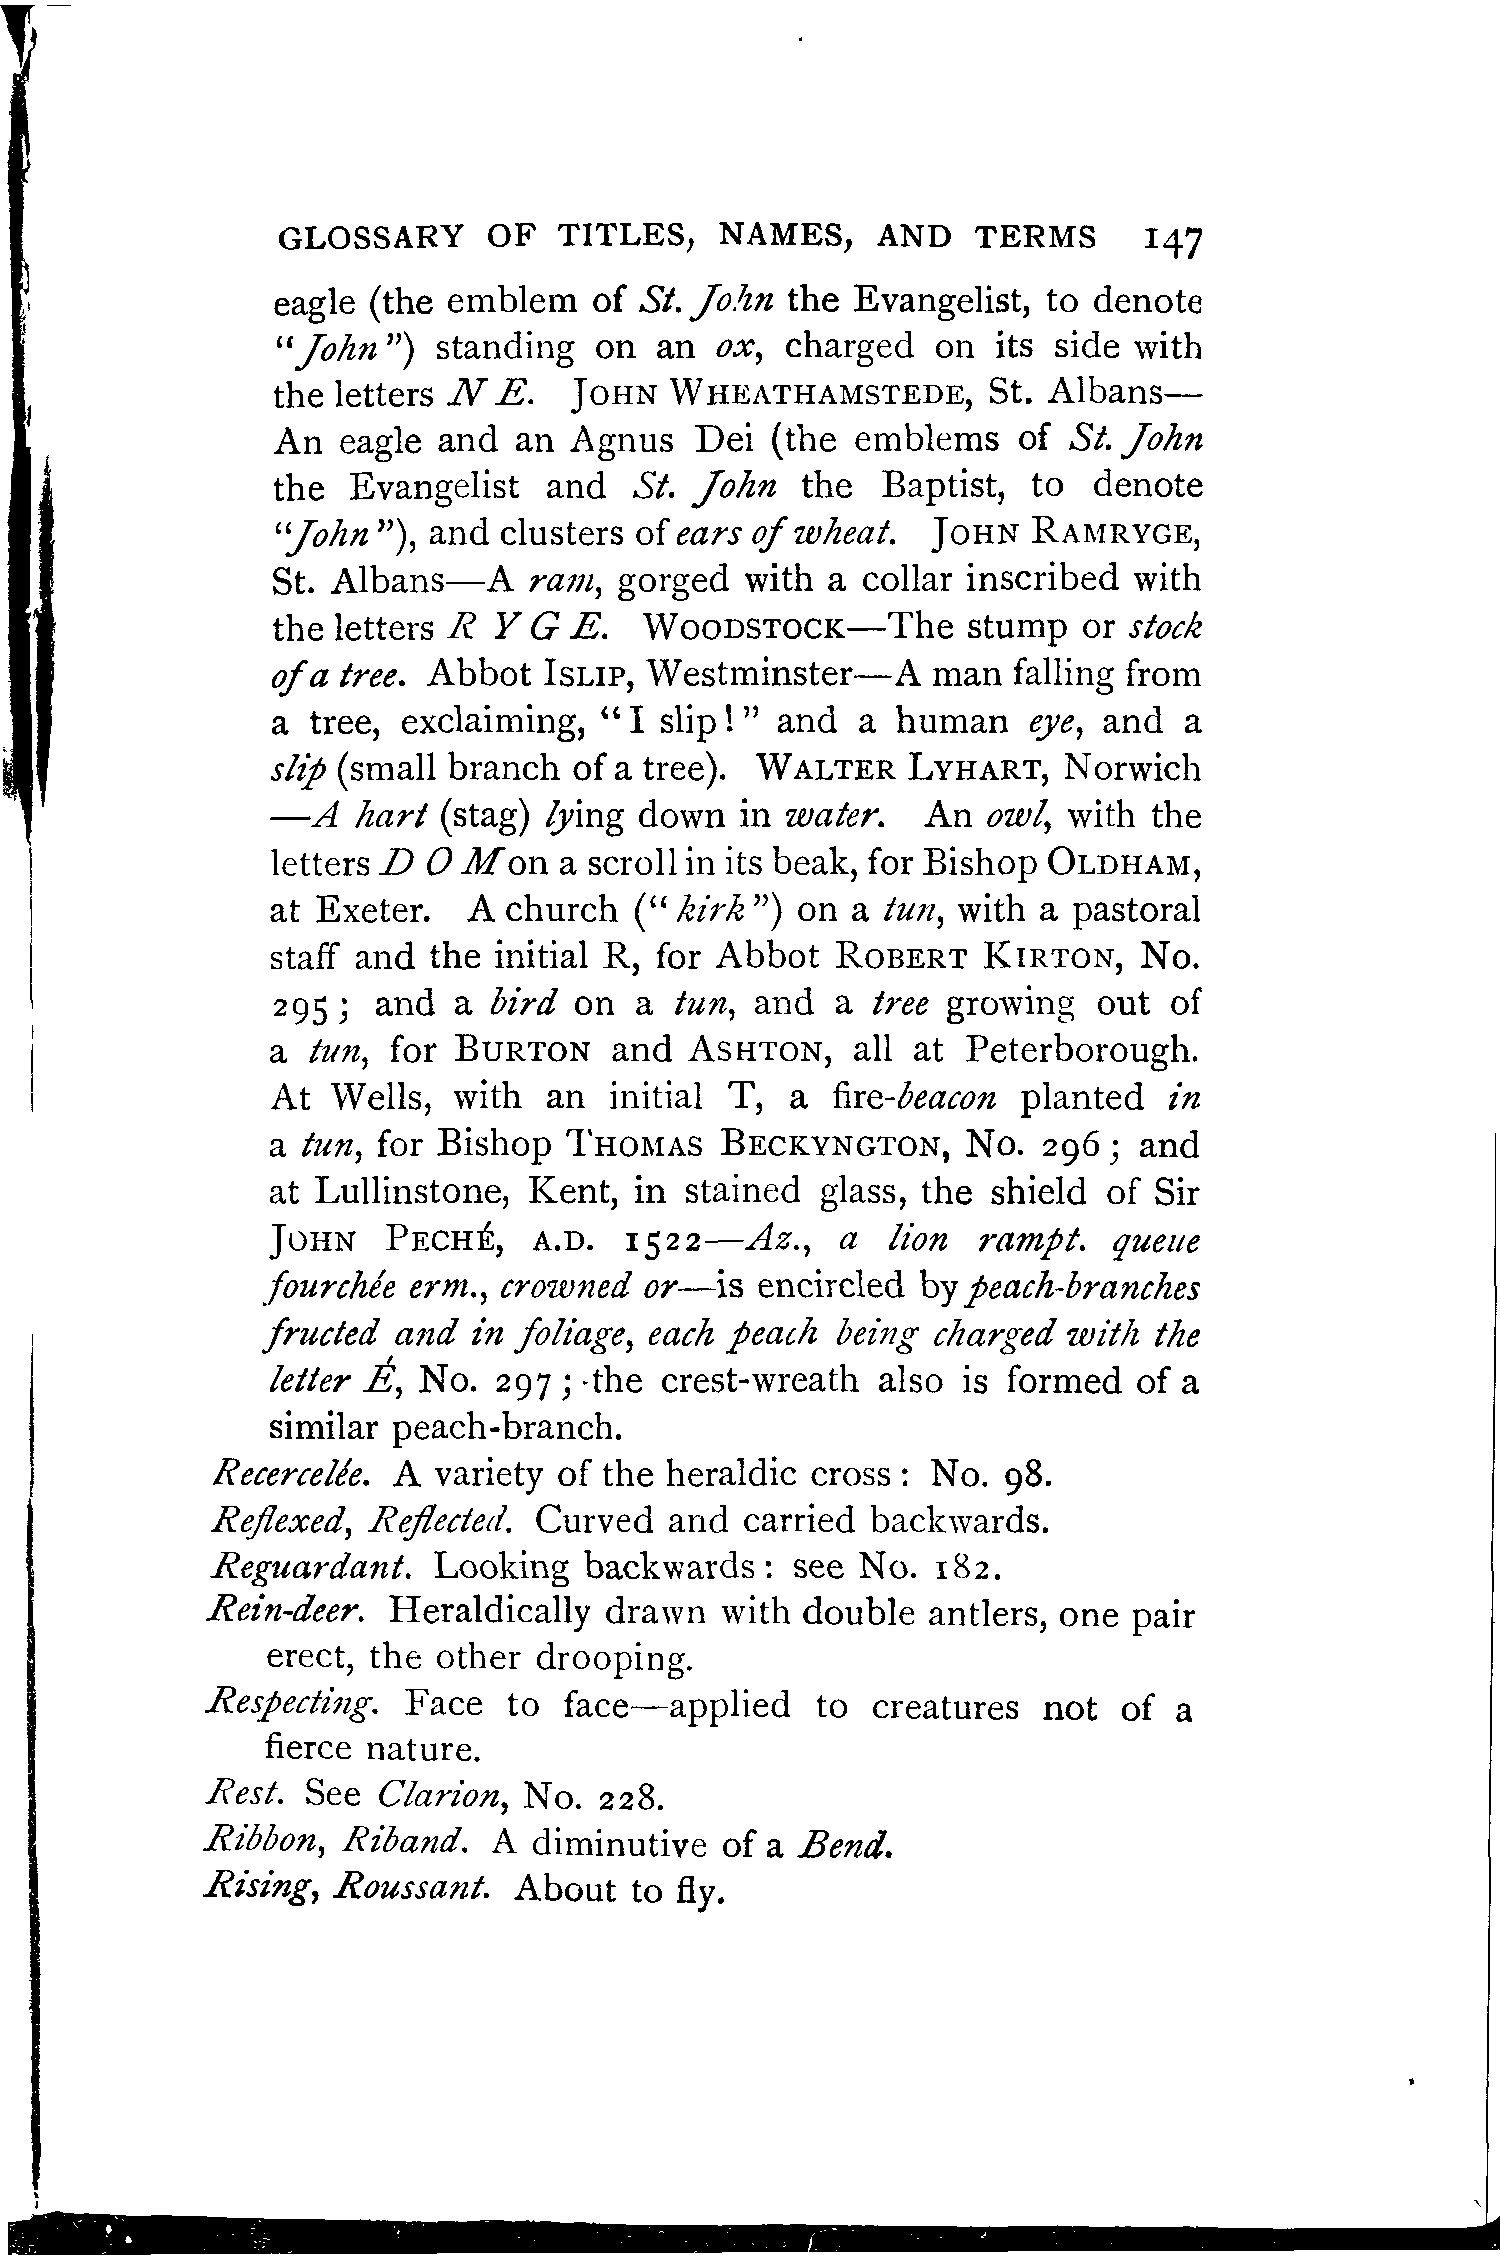 GLOSSARY OF TITLES, NAMES, AND TERMS 147
eagle (the emblem of St. John the Evangelist, to denote
"John") standing on an ox, charged on its side with
the letters N E. JOHN WHEATHAMSTEDE, St. Albans—
An eagle and an Agnus Dei (the emblems of St. John
the Evangelist and St. John the Baptist, to denote
"John"), and clusters of ears of wheat. JOHN RAMRYGE,
St. Albans—A ram, gorged with a collar inscribed with
the letters R Y G E. WOODSTOCK—The stump or stock
of a tree. Abbot ISLIP, Westminster—A man falling from
a tree, exclaiming, "I slip!" and a human eye, and a
slip (small branch of a tree). WALTER LYHART, Norwich
—A hart (stag) lying down in water. An owl, with the
letters D O M on a scroll in its beak, for Bishop OLDHAM,
at Exeter. A church ("kirk") on a tun, with a pastoral
staff and the initial R, for Abbot ROBERT KIRTON, No.
295; and a bird on a tun, and a tree growing out of
a tun, for BURTON and ASHTON, all at Peterborough.
At Wells, with an initial T, a fire-beacon planted in
a tun, for Bishop THOMAS BECKYNGTON, No. 296; and
at Lullinstone, Kent, in stained glass, the shield of Sir
JOHN PECHÉ, A.D. 1522—Az., a lion rampt. queue
fourchée erm., crowned or—is encircled by peach-branches
fructed and in foliage, each peach being charged with the
letter É, No. 297; the crest-wreath also is formed of a
similar peach-branch.
Recercelée. A variety of the heraldic cross: No. 98.
Reflexed, Reflected. Curved and carried backwards.
Reguardant. Looking backwards: see No. 182.
Rein-deer. Heraldically drawn with double antlers, one pair
erect, the other drooping.
Respecting. Face to face—applied to creatures not of a
fierce nature.
Rest. See Clarion, No. 228.
Ribbon, Riband. A diminutive of a Bend.
Rising, Roussant. About to fly.